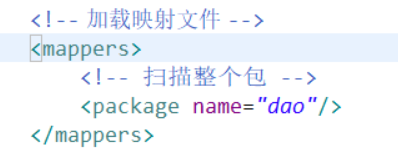 <!-- 加载映射文件 -->
<mappers>
<!-- 扫描整个包 -->
<package name="dao"/>
</mappers>